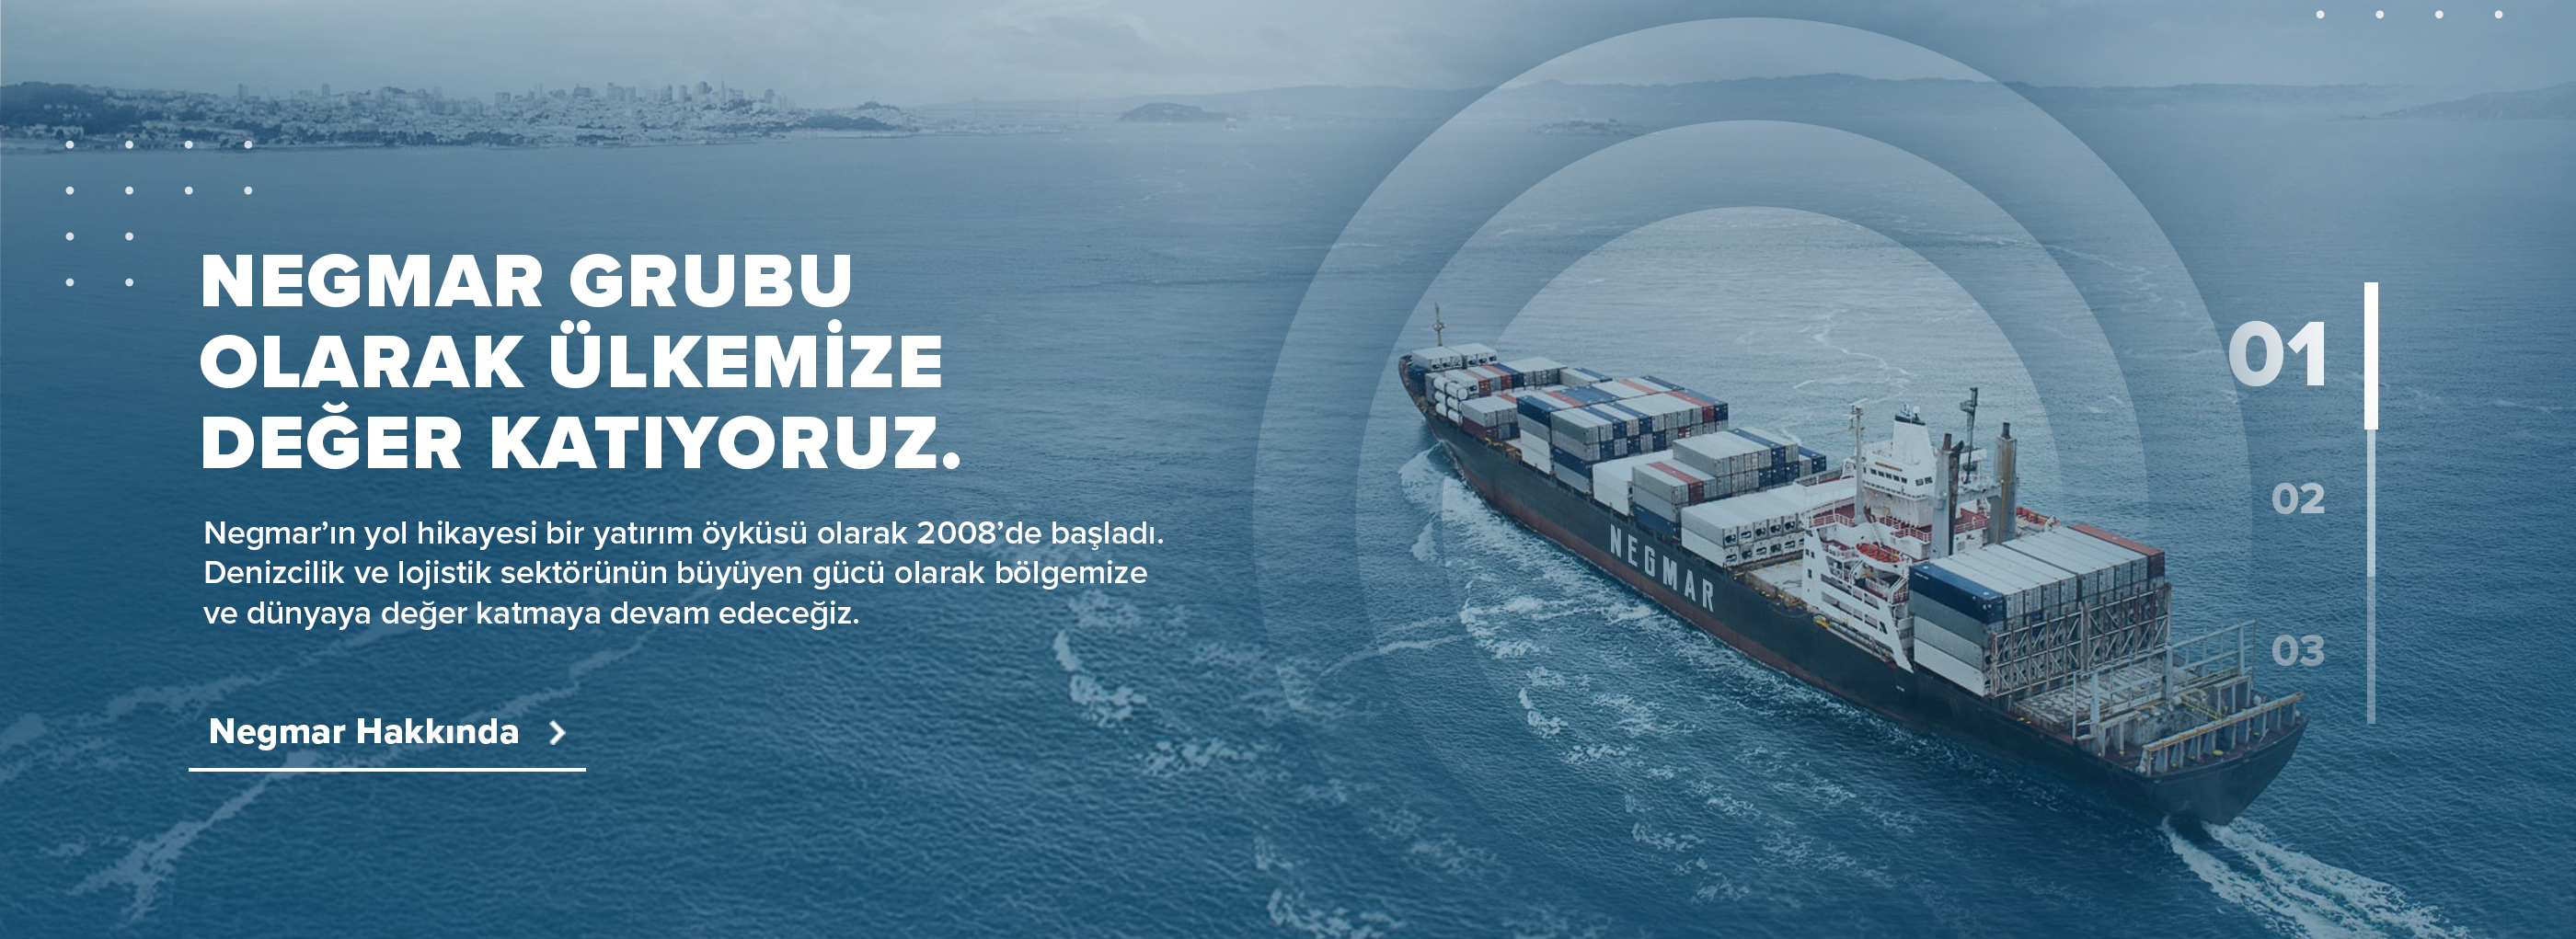 NEGMAR GRUBU
OLARAK ÜLKEMİZE
DEĞER KATIYORUZ.
Negmar’ın yol hikayesi bir yatırım öyküsü olarak 2008’de başladı.
Denizcilik ve lojistik sektörünün büyüyen gücü olarak bölgemize
ve dünyaya değer katmaya devam edeceğiz.
Negmar Hakkında
NEGMAR
01
02
03